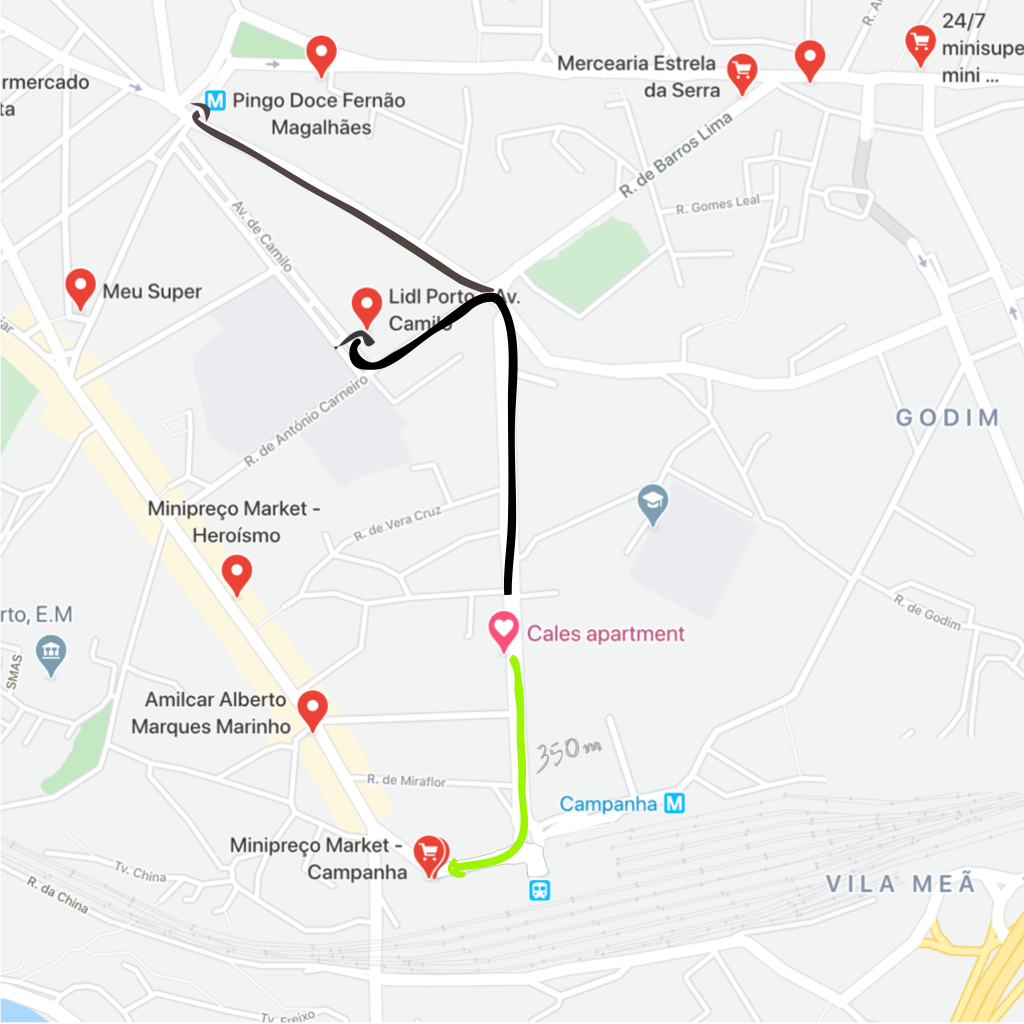 24/7
minisupe
mini ...
Mercearia Estrela
da Serra
rmercado
ta
M
Pingo Doce Fernão
Magalhães
R. de Barros Lima
R. Gomes Leal
Av. de Camilo
Meu Super
Lidl Porto - Av.
Camilo
R. de António Carneiro
GODIM
Minipreço Market -
Heroísmo
R. de Vera Cruz
R. de Godim
rto, E.M
Cales apartment
SMAS
Amilcar Alberto
Marques Marinho
350m
R. de Miraflor
Campanha M
Minipreço Market -
Campanha
Tv. China
R. da China
VILA MEÃ
Tv. Freixo